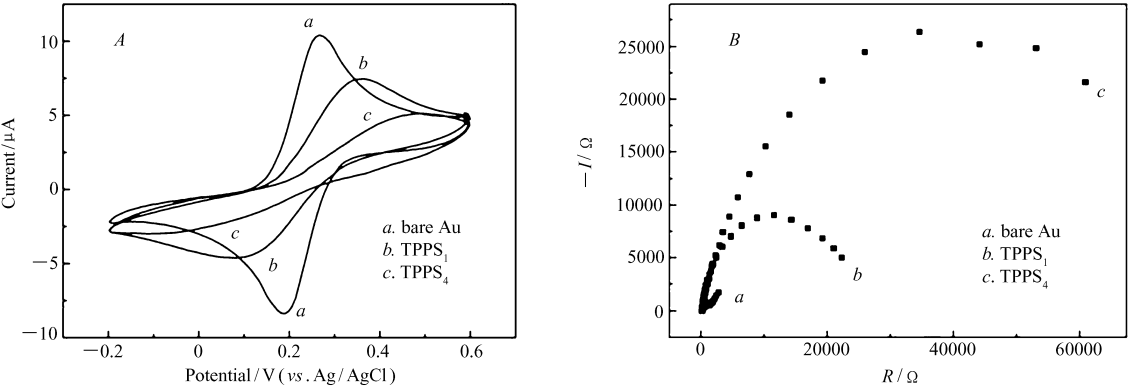 A
a
b
c
c
b
a
a. bare Au
b. TPPS₁
c. TPPS₄
10
5
0
−5
−10
Current/μA
−0.2 0 0.2 0.4 0.6
Potential/V(vs.Ag/AgCl)
B
c
b
a
a. bare Au
b. TPPS₁
c. TPPS₄
25000
20000
15000
10000
5000
0
−I/Ω
0 20000 40000 60000
R/Ω